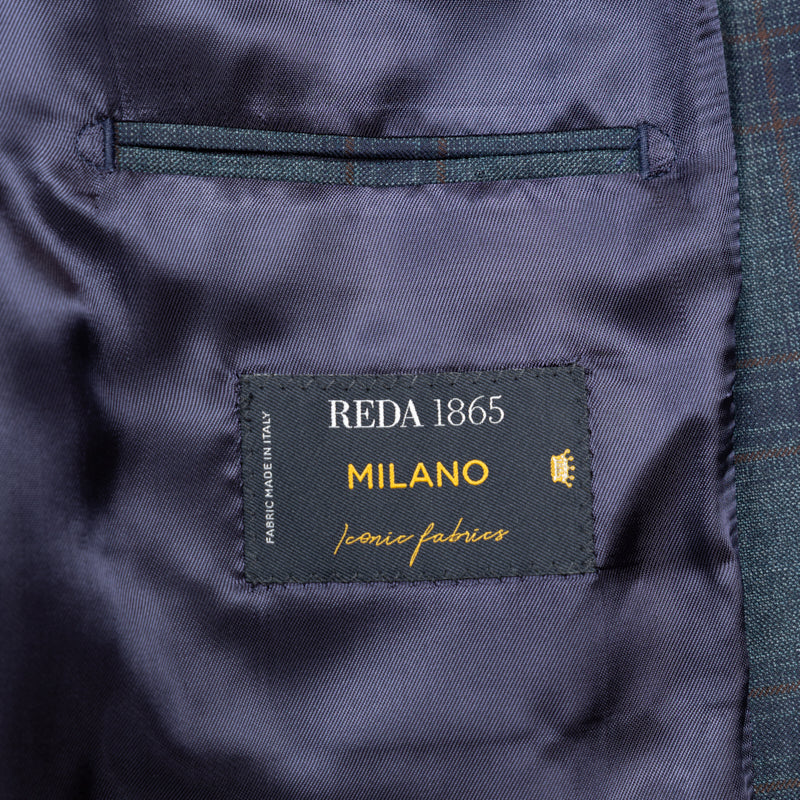 REDA 1865
MILANO
Iconic fabrics
FABRIC MADE IN ITALY